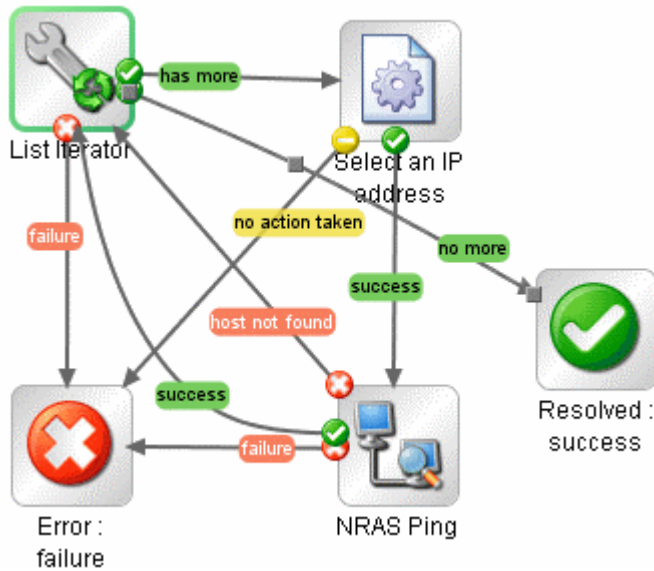 has more
List Iterator
Select an IP
address
failure
no action taken
no more
success
host not found
success
Resolved :
success
failure
Error :
failure
NRAS Ping